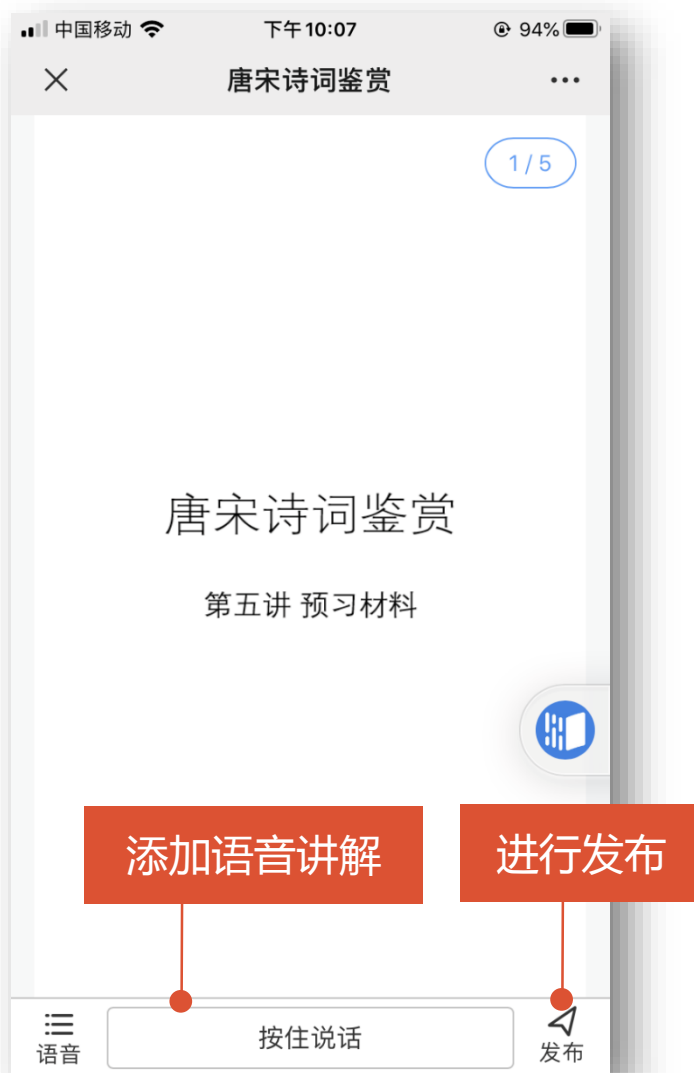 中国移动 下午10:07 94%
唐宋诗词鉴赏
1 / 5
唐宋诗词鉴赏
第五讲 预习材料
添加语音讲解 进行发布
语音 按住说话 发布